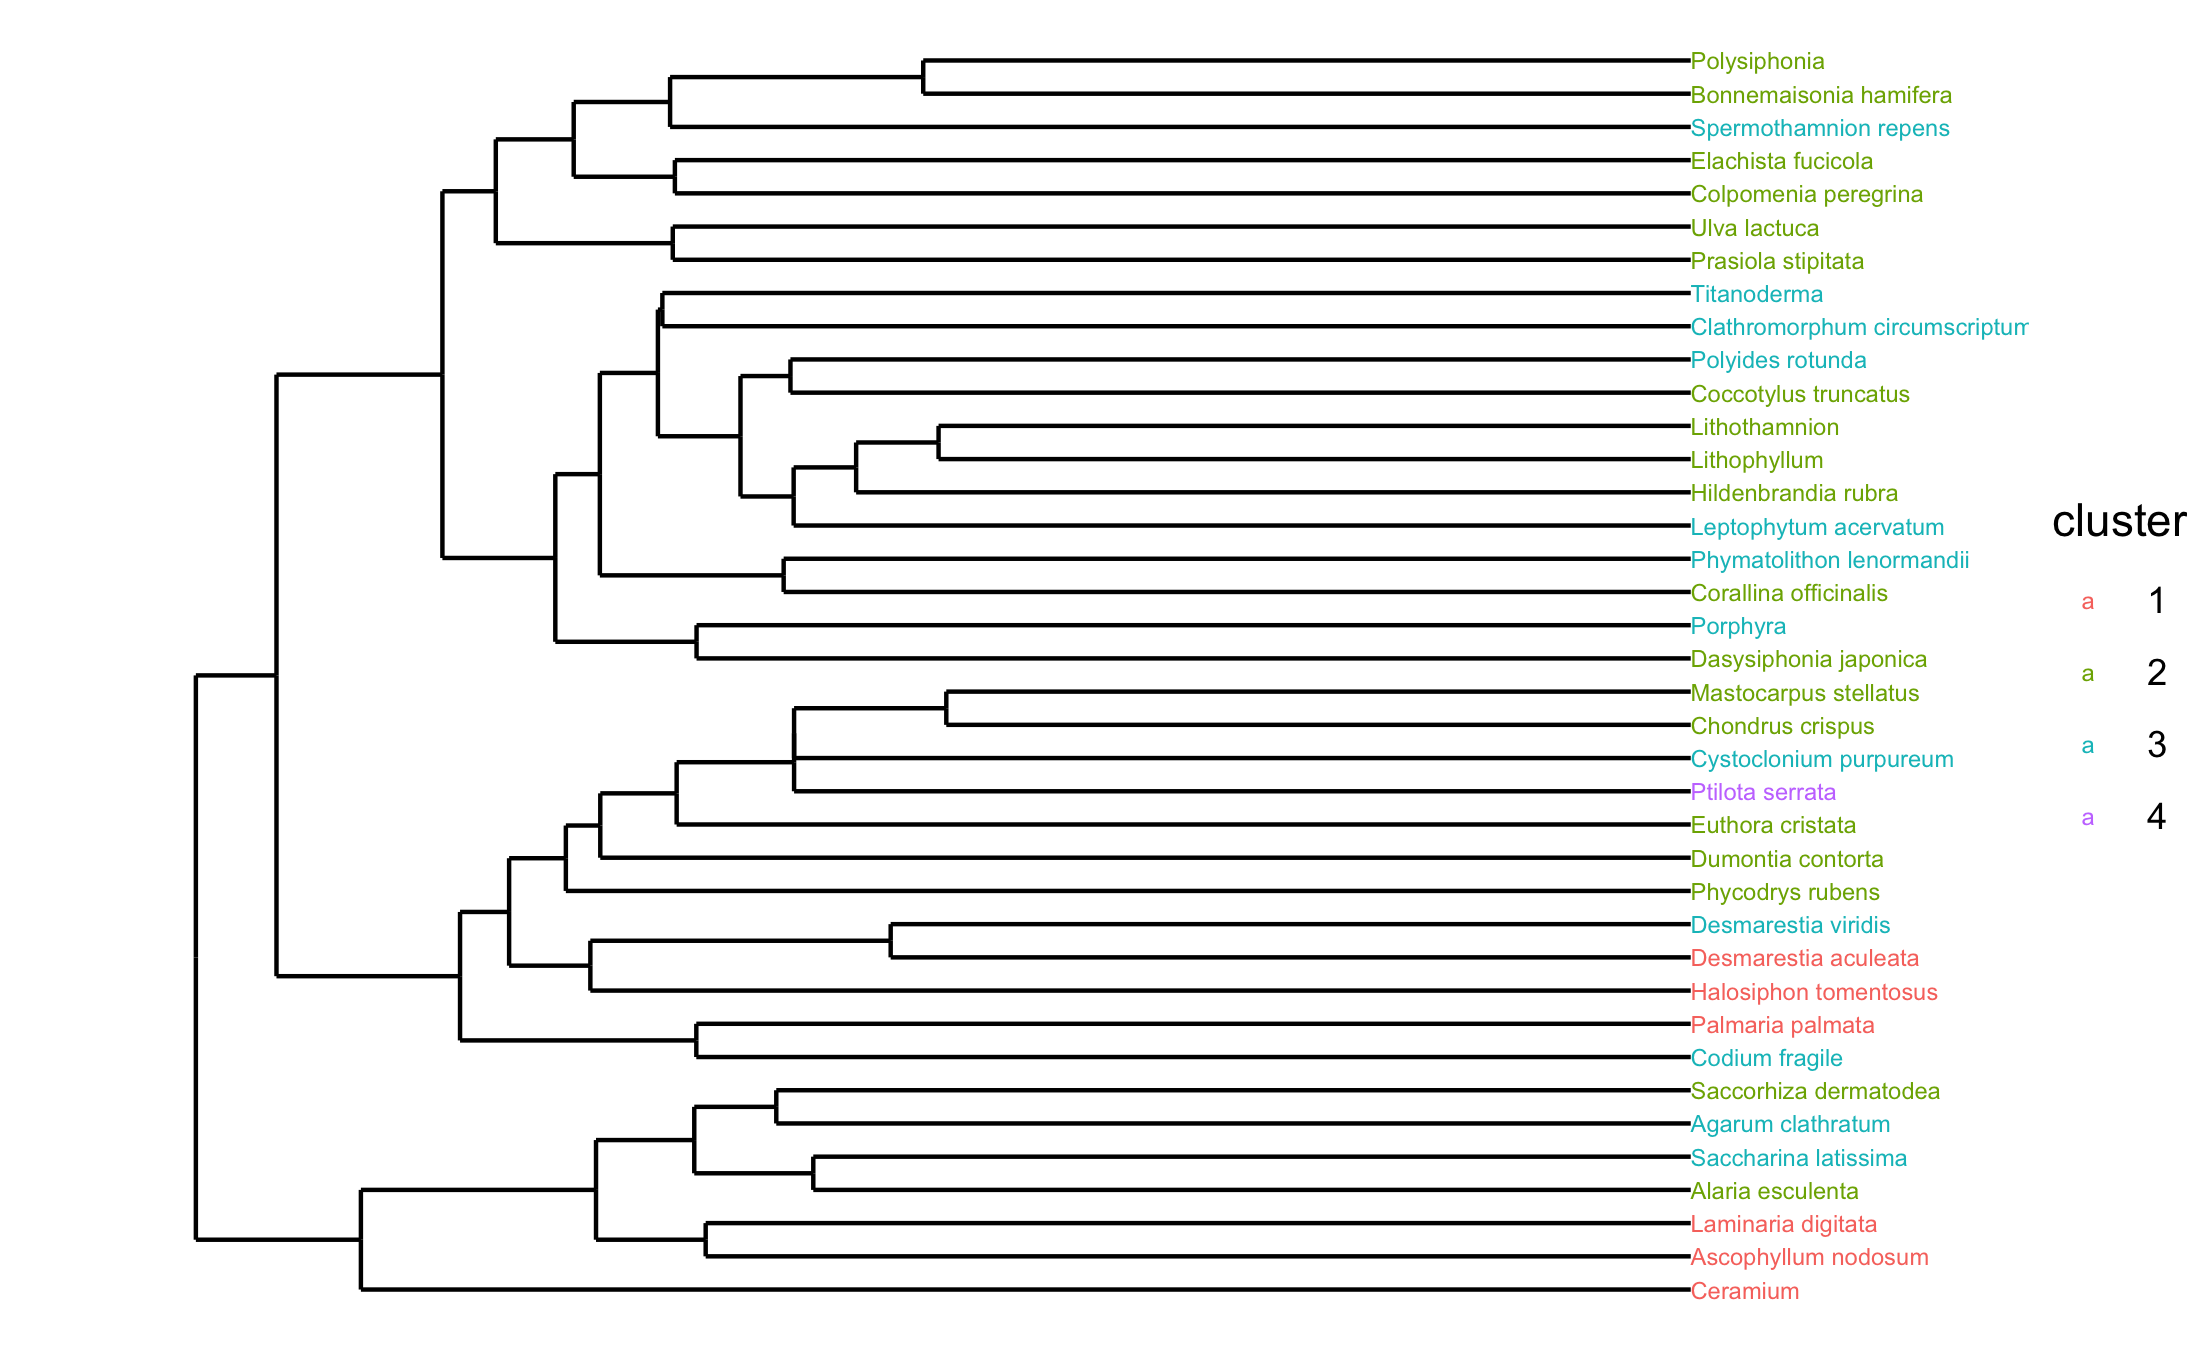 Polysiphonia
Bonnemaisonia hamifera
Spermothamnion repens
Elachista fucicola
Colpomenia peregrina
Ulva lactuca
Prasiola stipitata
Titanoderma
Clathromorphum circumscriptum
Polyides rotunda
Coccotylus truncatus
Lithothamnion
Lithophyllum
Hildenbrandia rubra
Leptophytum acervatum
Phymatolithon lenormandii
Corallina officinalis
Porphyra
Dasysiphonia japonica
Mastocarpus stellatus
Chondrus crispus
Cystoclonium purpureum
Ptilota serrata
Euthora cristata
Dumontia contorta
Phycodrys rubens
Desmarestia viridis
Desmarestia aculeata
Halosiphon tomentosus
Palmaria palmata
Codium fragile
Saccorhiza dermatodea
Agarum clathratum
Saccharina latissima
Alaria esculenta
Laminaria digitata
Ascophyllum nodosum
Ceramium
cluster
a 1
a 2
a 3
a 4